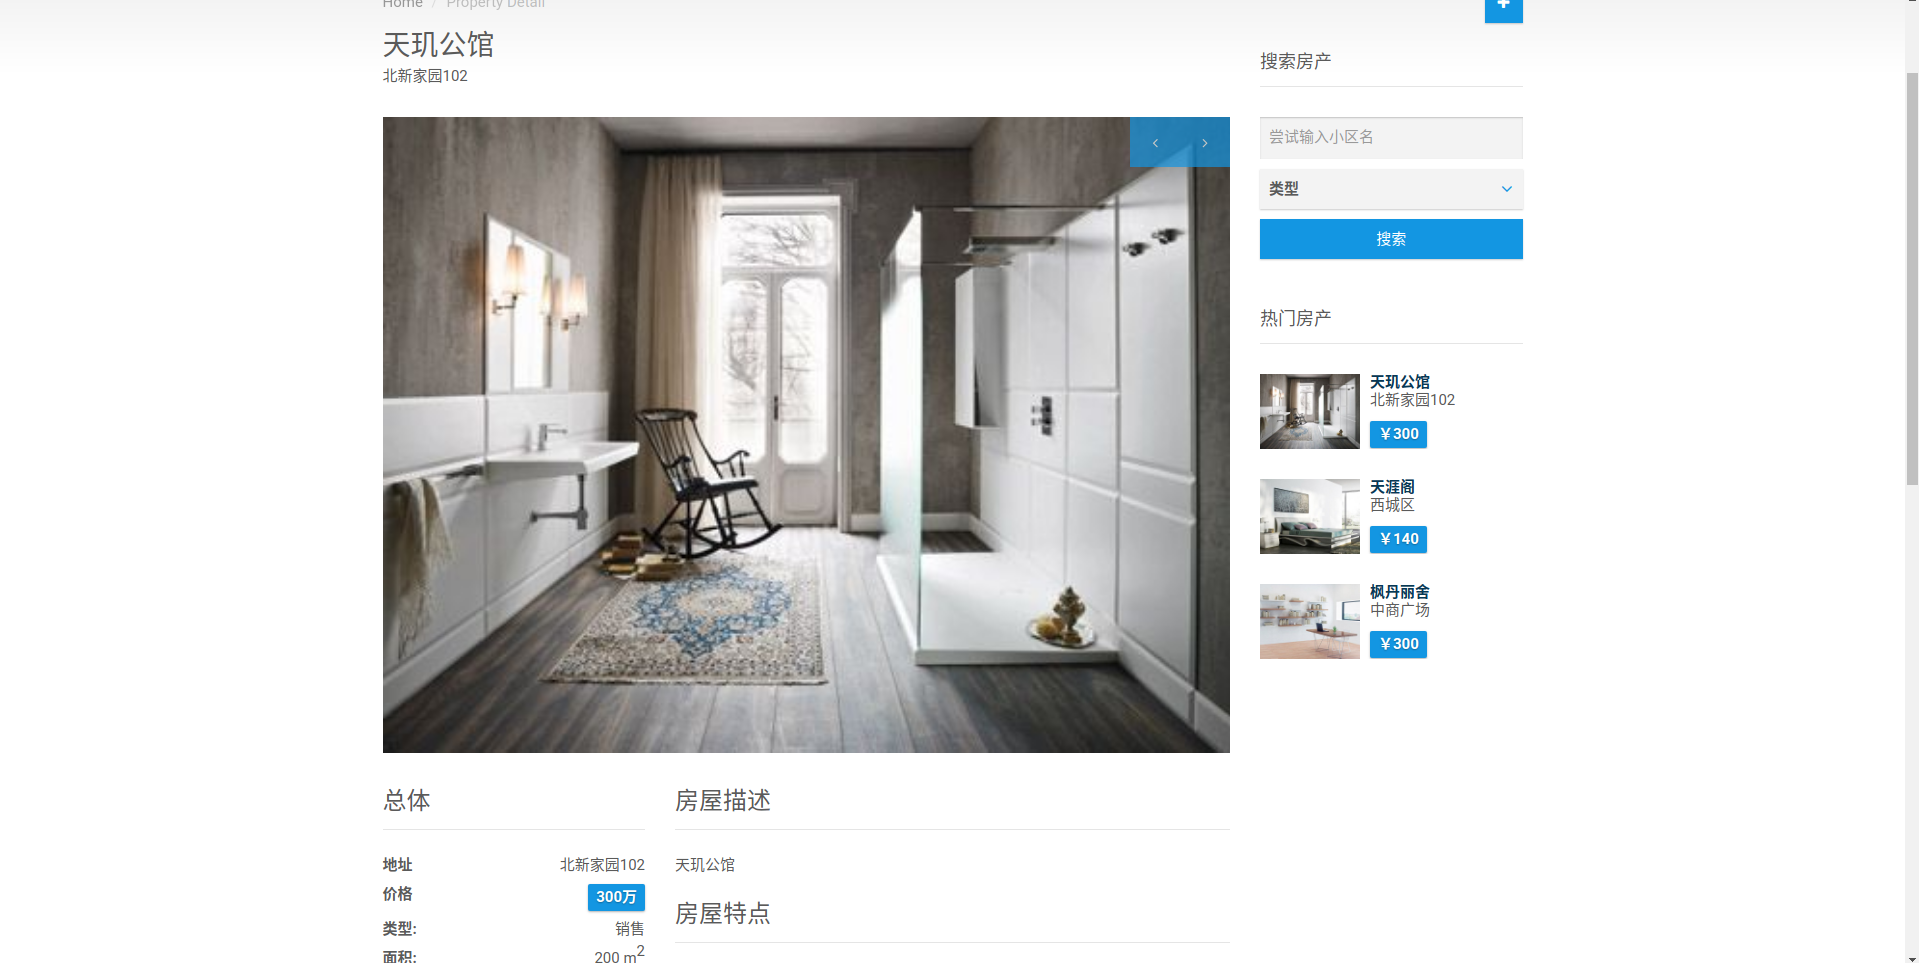 Home / Property Detail
天玑公馆
北新家园102
搜索房产
尝试输入小区名
类型
搜索
热门房产
天玑公馆
北新家园102
￥300
天涯阁
西城区
￥140
枫丹丽舍
中商广场
￥300
总体
地址 北新家园102
价格 300万
类型: 销售
面积: 200 m2
房屋描述
天玑公馆
房屋特点